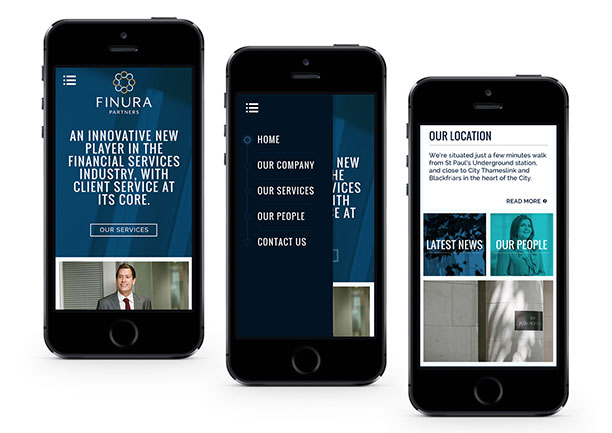 FINURA
PARTNERS
AN INNOVATIVE NEW
PLAYER IN THE
FINANCIAL SERVICES
INDUSTRY, WITH
CLIENT SERVICE AT
ITS CORE.
OUR SERVICES
HOME
OUR COMPANY
OUR SERVICES
OUR PEOPLE
CONTACT US
NEW
VICES
WITH
E AT
OUR LOCATION
We're situated just a few minutes walk
from St Paul's Underground station,
and close to City Thameslink and
Blackfriars in the heart of the City.
READ MORE
LATEST NEWS
OUR PEOPLE